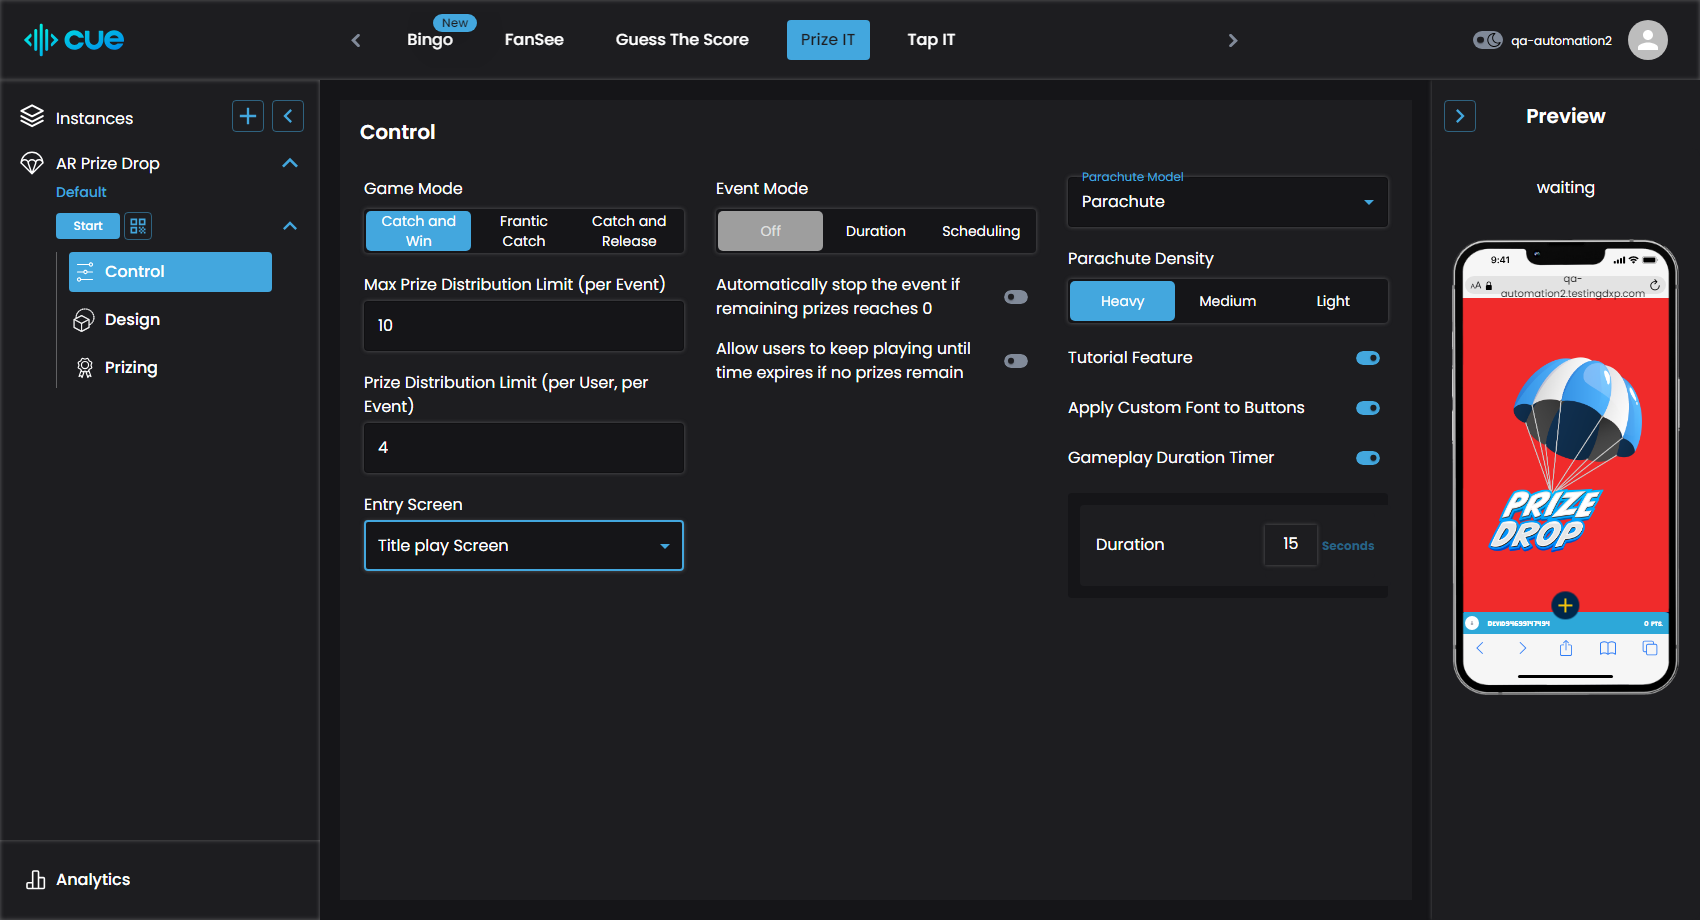 cue
New
Bingo
FanSee
Guess The Score
Prize IT
Tap IT
qa-automation2
Instances
AR Prize Drop
Default
Start
Control
Design
Prizing
Analytics
Control
Game Mode
Catch and Win
Frantic Catch
Catch and Release
Max Prize Distribution Limit (per Event)
10
Prize Distribution Limit (per User, per
Event)
4
Entry Screen
Title play Screen
Event Mode
Off
Duration
Scheduling
Automatically stop the event if
remaining prizes reaches 0
Allow users to keep playing until
time expires if no prizes remain
Parachute Model
Parachute
Parachute Density
Heavy
Medium
Light
Tutorial Feature
Apply Custom Font to Buttons
Gameplay Duration Timer
Duration
15
Seconds
Preview
waiting
9:41
AA
qa-
automation2.testingdxp.com
PRIZE
DROP
0 PTS.